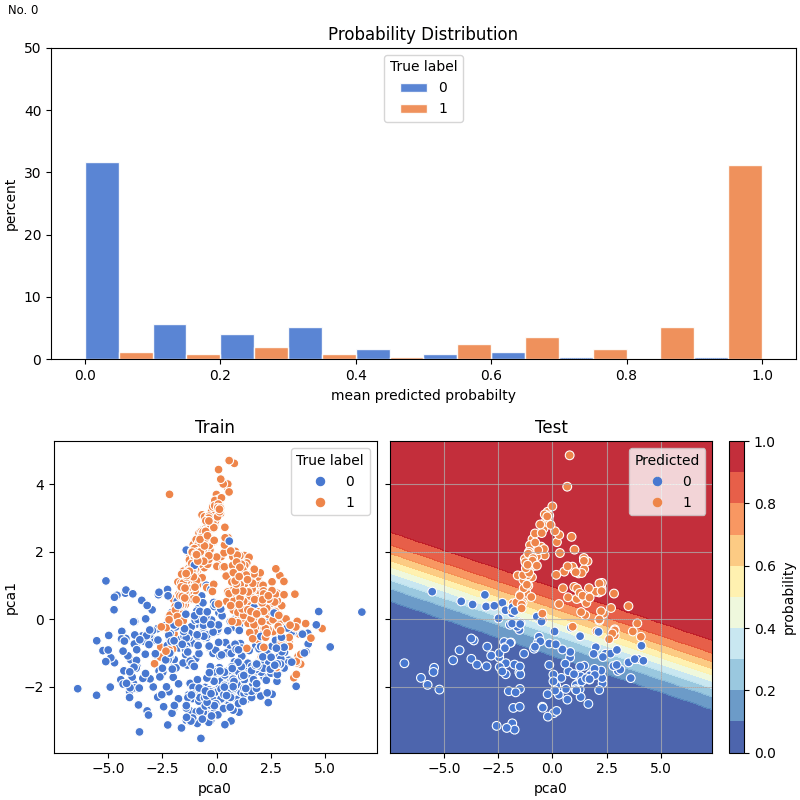 No. 0
Probability Distribution
50
40
30
20
10
0
percent
True label
0
1
0.0 0.2 0.4 0.6 0.8 1.0
mean predicted probabilty
Train
True label
0
1
4
2
0
−2
pca1
−5.0 −2.5 0.0 2.5 5.0
pca0
Test
Predicted
0
1
−5.0 −2.5 0.0 2.5 5.0
pca0
1.0
0.8
0.6
0.4
0.2
0.0
probability